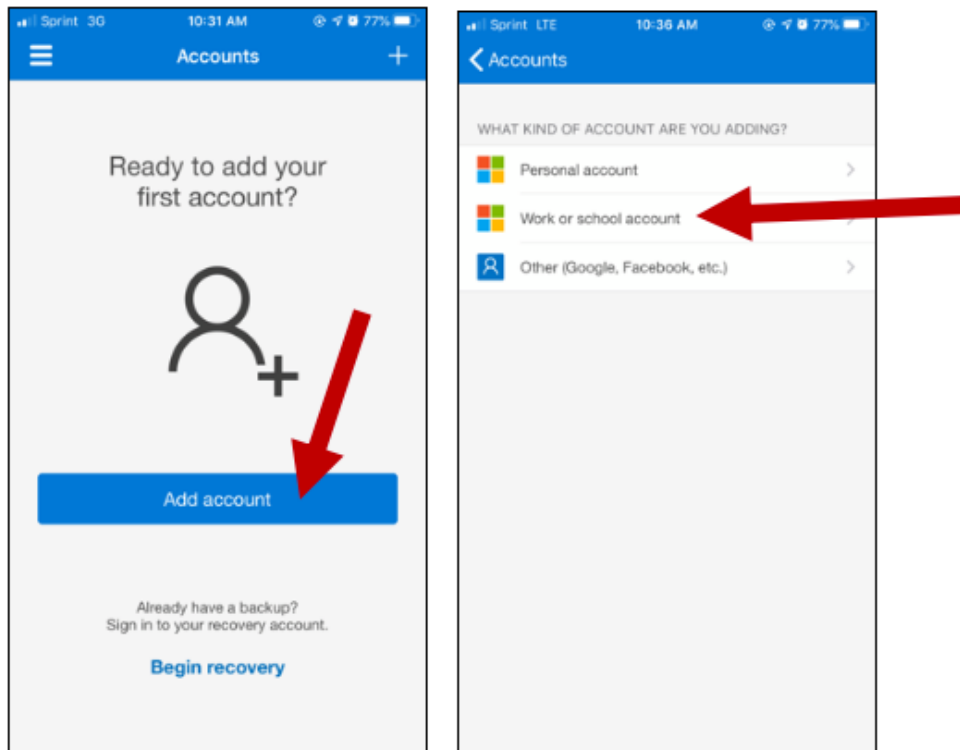 Sprint 3G 10:31 AM 77%
Accounts
Ready to add your
first account?
Add account
Already have a backup?
Sign in to your recovery account.
Begin recovery
Sprint LTE 10:36 AM 77%
Accounts
WHAT KIND OF ACCOUNT ARE YOU ADDING?
Personal account
Work or school account
Other (Google, Facebook, etc.)